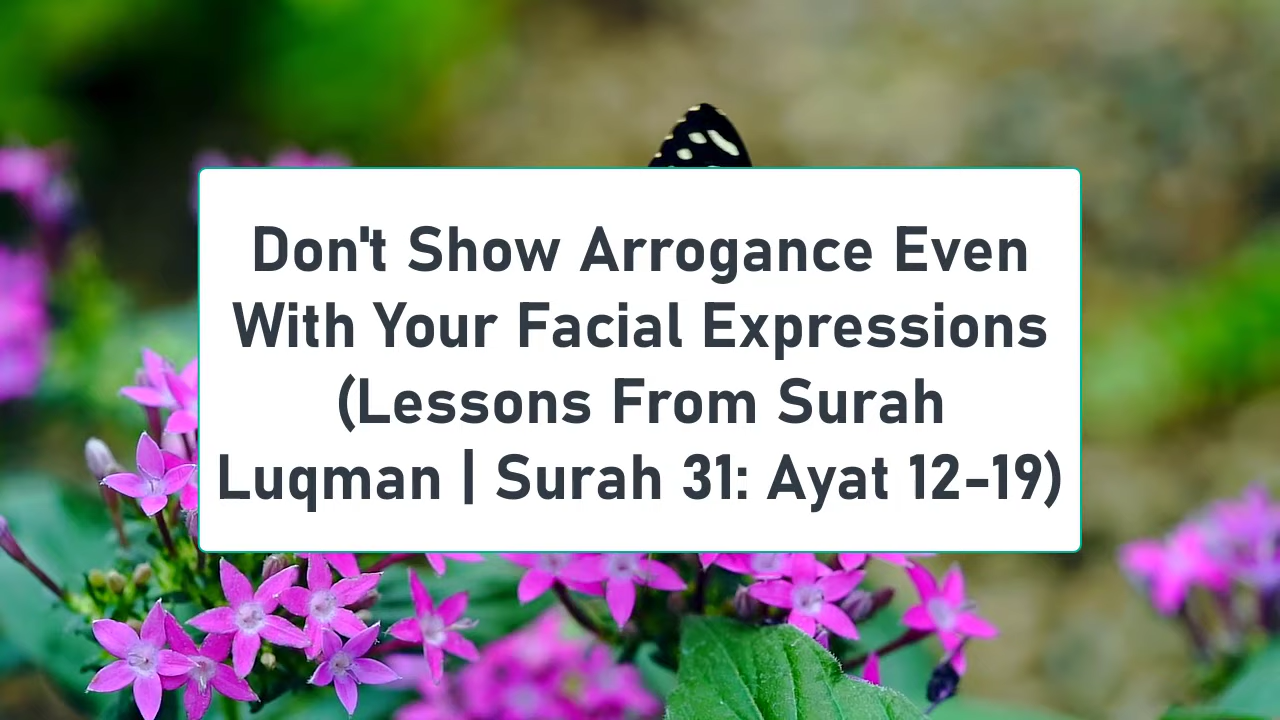 Don't Show Arrogance Even
With Your Facial Expressions
(Lessons From Surah
Luqman | Surah 31: Ayat 12-19)